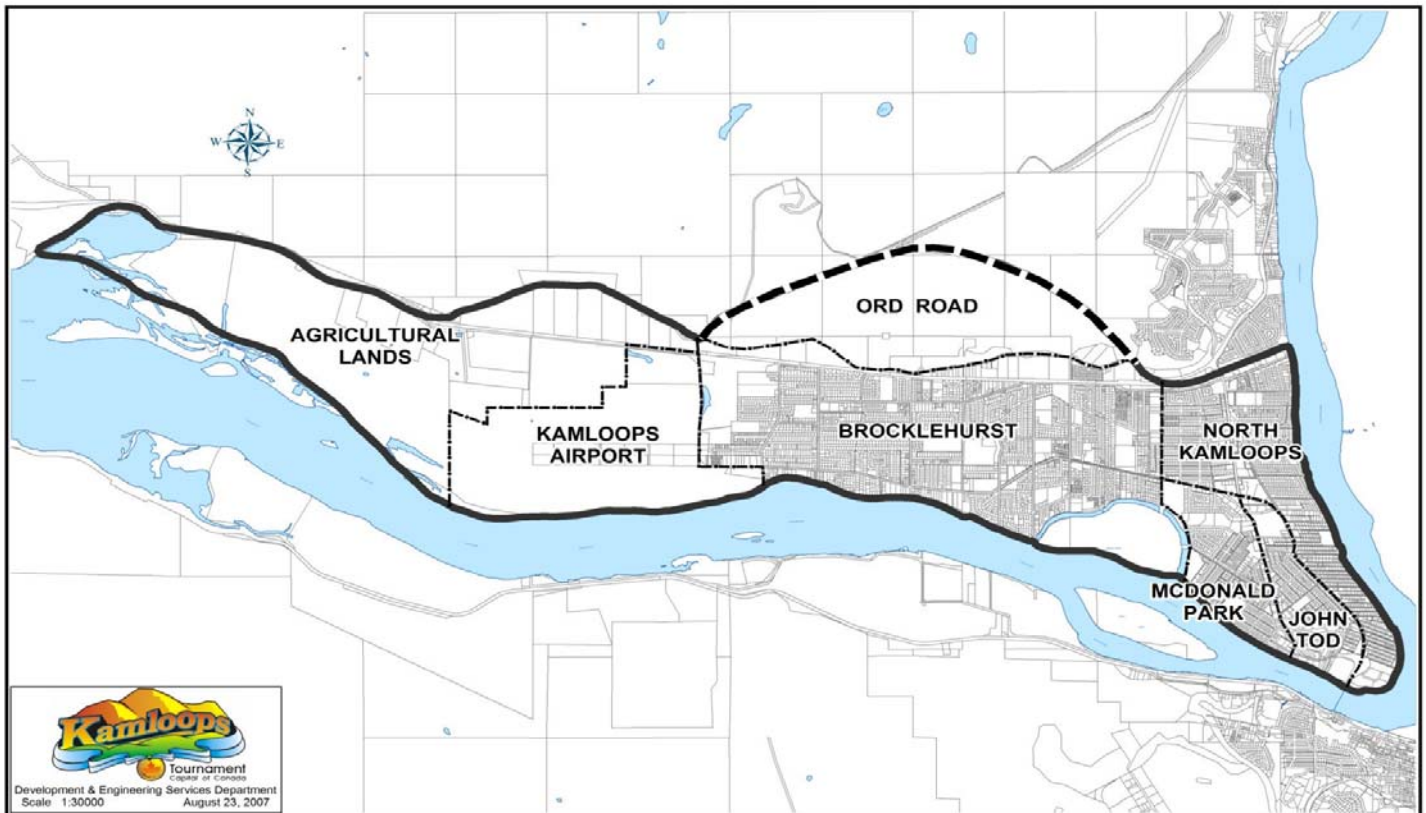 N
W E
S
ORD ROAD
AGRICULTURAL
LANDS
KAMLOOPS
AIRPORT
BROCKLEHURST
NORTH
KAMLOOPS
MCDONALD
PARK
JOHN
TOD
Kamloops
Tournament
Capital of Canada
Development & Engineering Services Department
Scale 1:30000 August 23, 2007